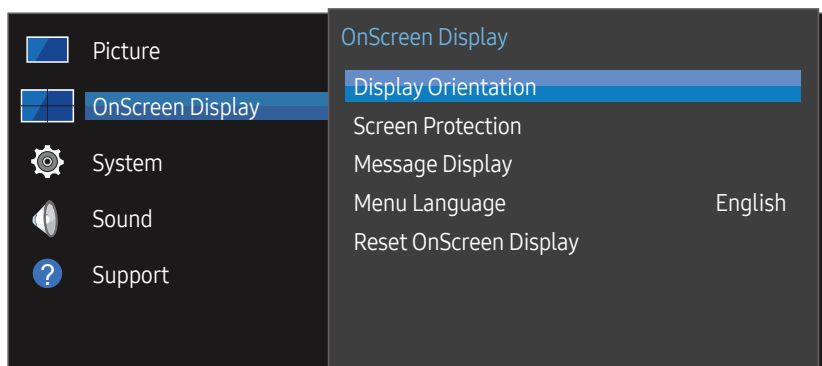 Picture
OnScreen Display
System
Sound
?
Support
OnScreen Display
Display Orientation
Screen Protection
Message Display
Menu Language English
Reset OnScreen Display